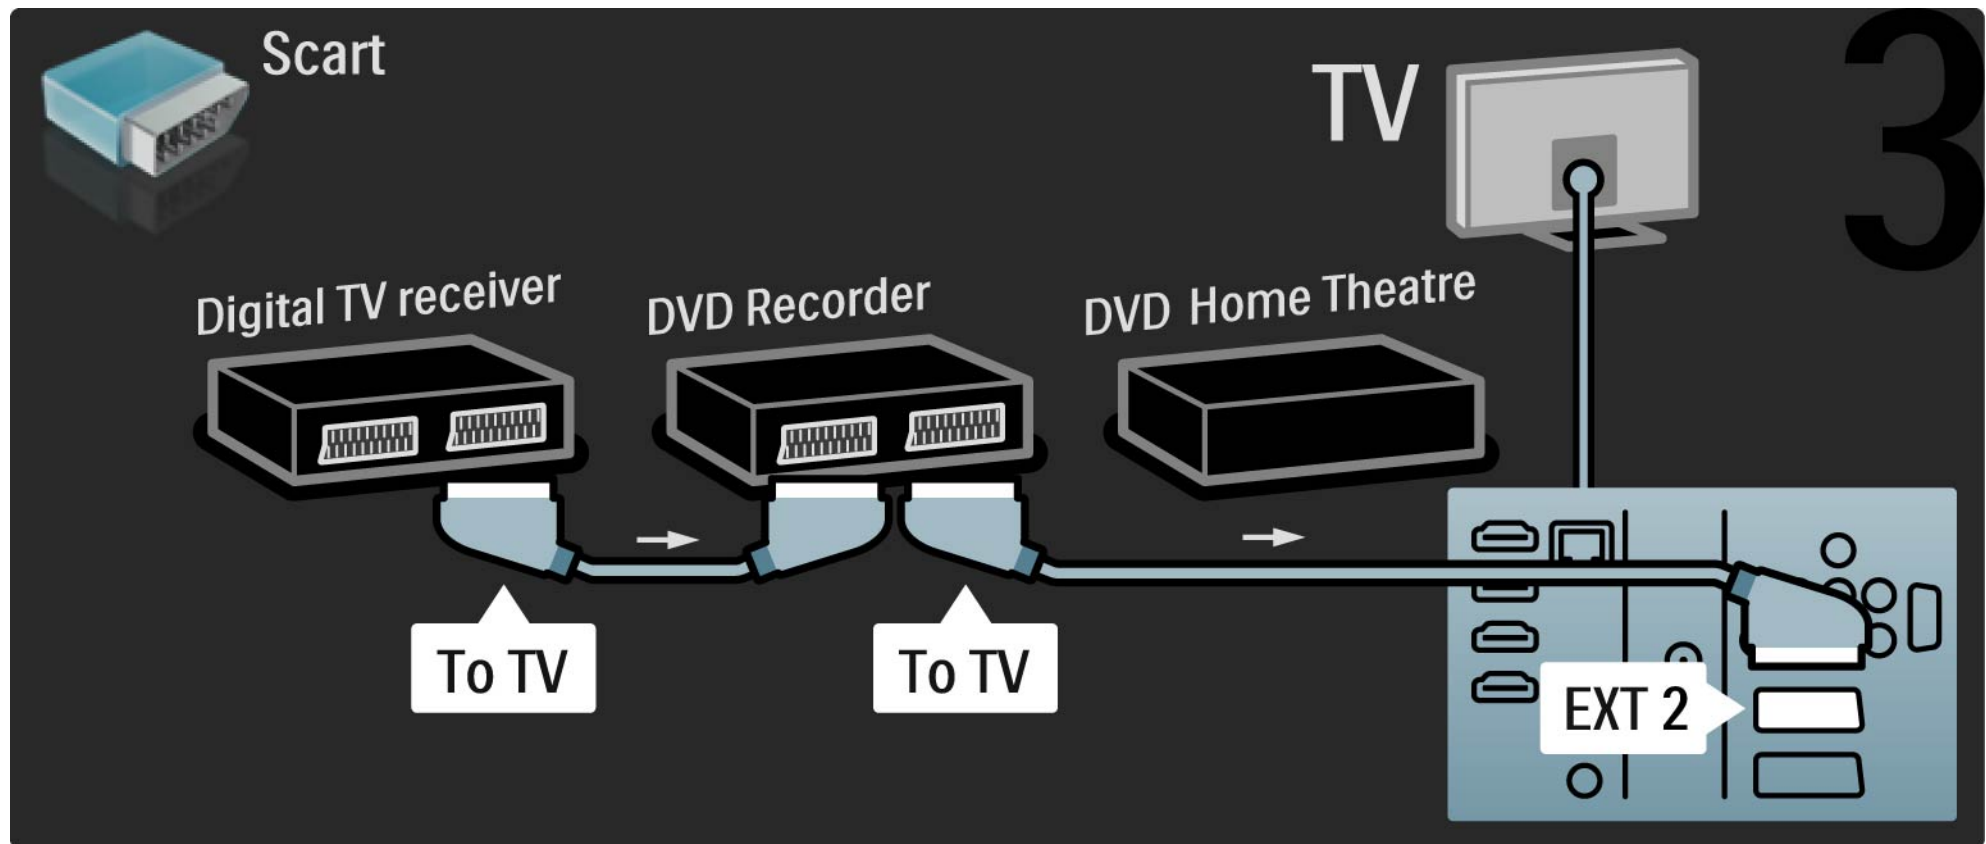 Scart
TV
3
Digital TV receiver
DVD Recorder
DVD Home Theatre
To TV
To TV
EXT 2